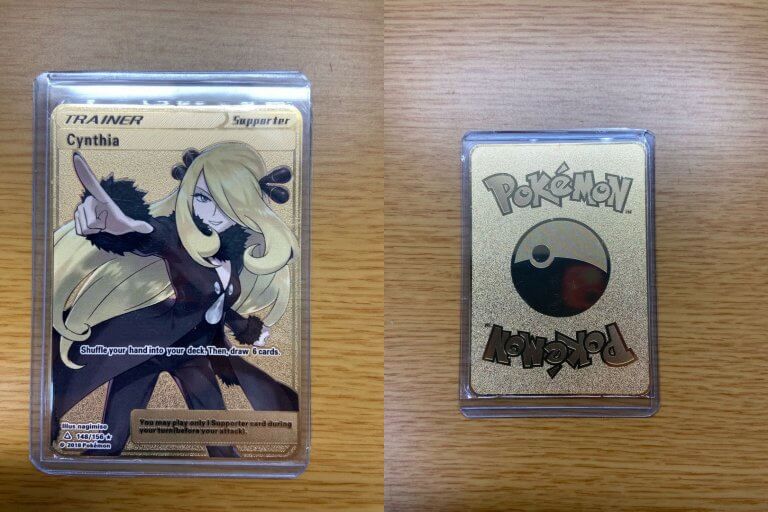 TRAINER
Supporter
Cynthia
Shuffle your hand into your deck. Then, draw 6 cards.
You may play only 1 Supporter card during
your turn(before your attack).
Illus nagimiso
148/156
© 2018 Pokémon
POKéMON
POKéMON